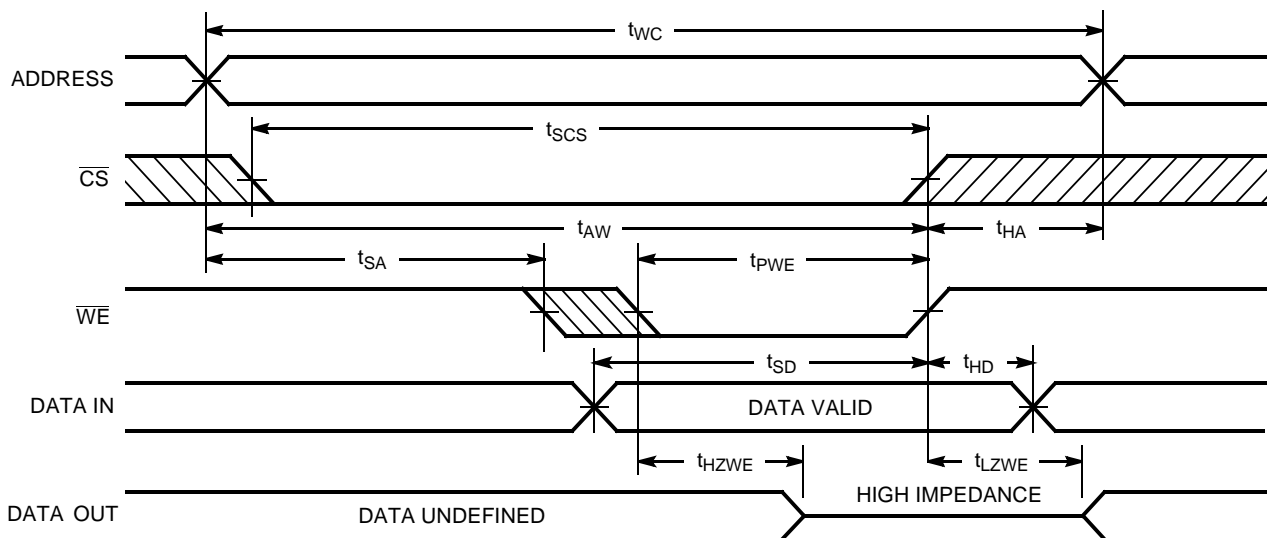 tWC
ADDRESS
tSCS
CS
tAW
tHA
tSA
tPWE
WE
tSD
tHD
DATA IN
DATA VALID
tHZWE
tLZWE
HIGH IMPEDANCE
DATA OUT
DATA UNDEFINED